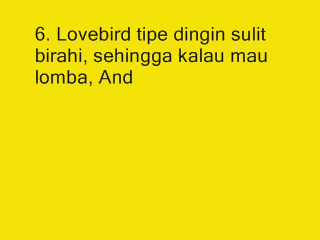 6. Lovebird tipe dingin sulit
birahi, sehingga kalau mau
lomba, And